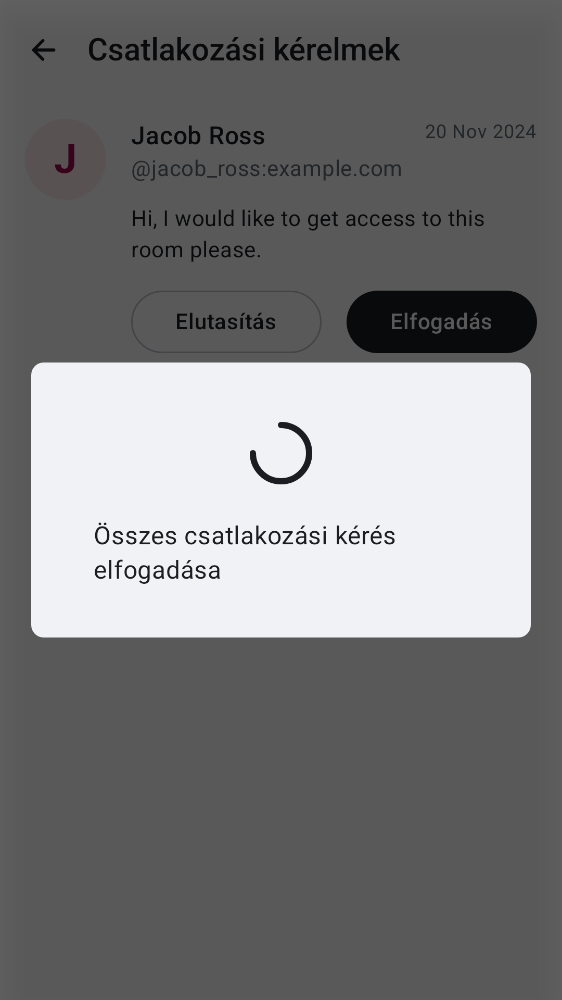 Csatlakozási kérelmek
J
Jacob Ross
20 Nov 2024
@jacob_ross:example.com
Hi, I would like to get access to this
room please.
Elutasítás
Elfogadás
Összes csatlakozási kérés
elfogadása